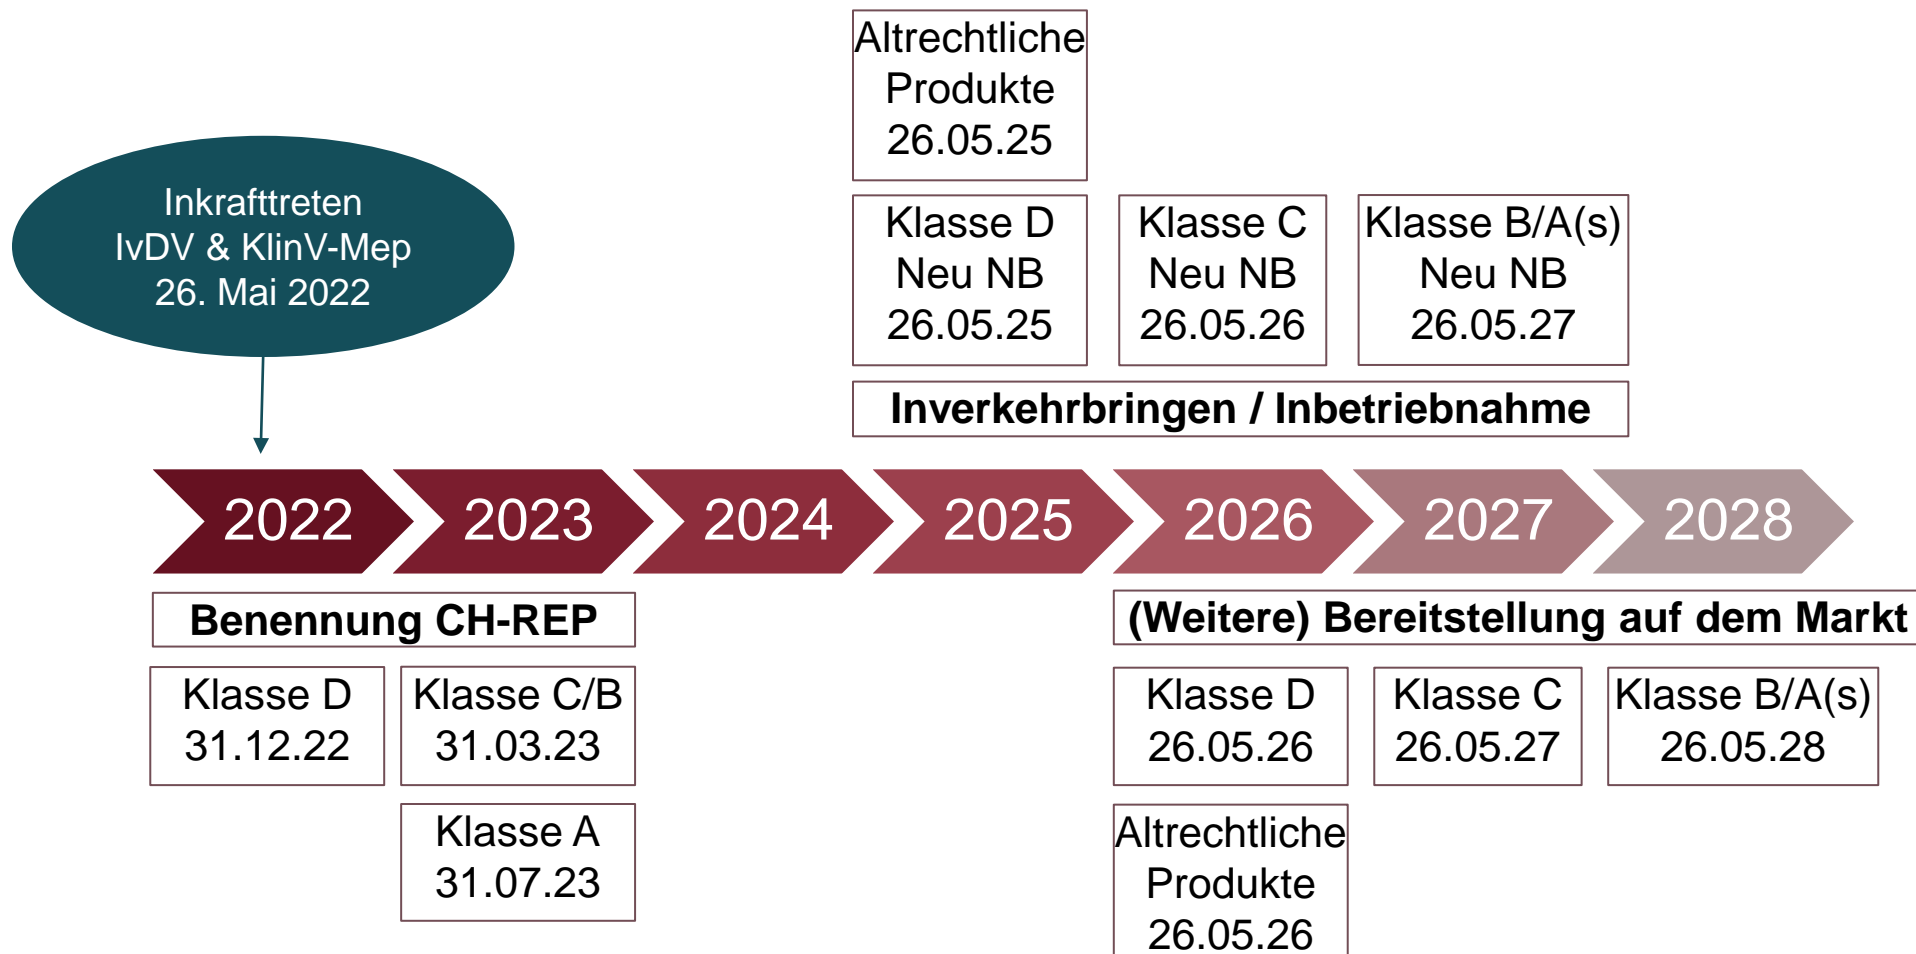 Altrechtliche
Produkte
26.05.25
Inkrafttreten
IvDV & KlinV-Mep
26. Mai 2022
Klasse D
Neu NB
26.05.25
Klasse C
Neu NB
26.05.26
Klasse B/A(s)
Neu NB
26.05.27
Inverkehrbringen / Inbetriebnahme
2022 2023 2024 2025 2026 2027 2028
Benennung CH-REP
Klasse D
31.12.22
Klasse C/B
31.03.23
Klasse A
31.07.23
(Weitere) Bereitstellung auf dem Markt
Klasse D
26.05.26
Klasse C
26.05.27
Klasse B/A(s)
26.05.28
Altrechtliche
Produkte
26.05.26